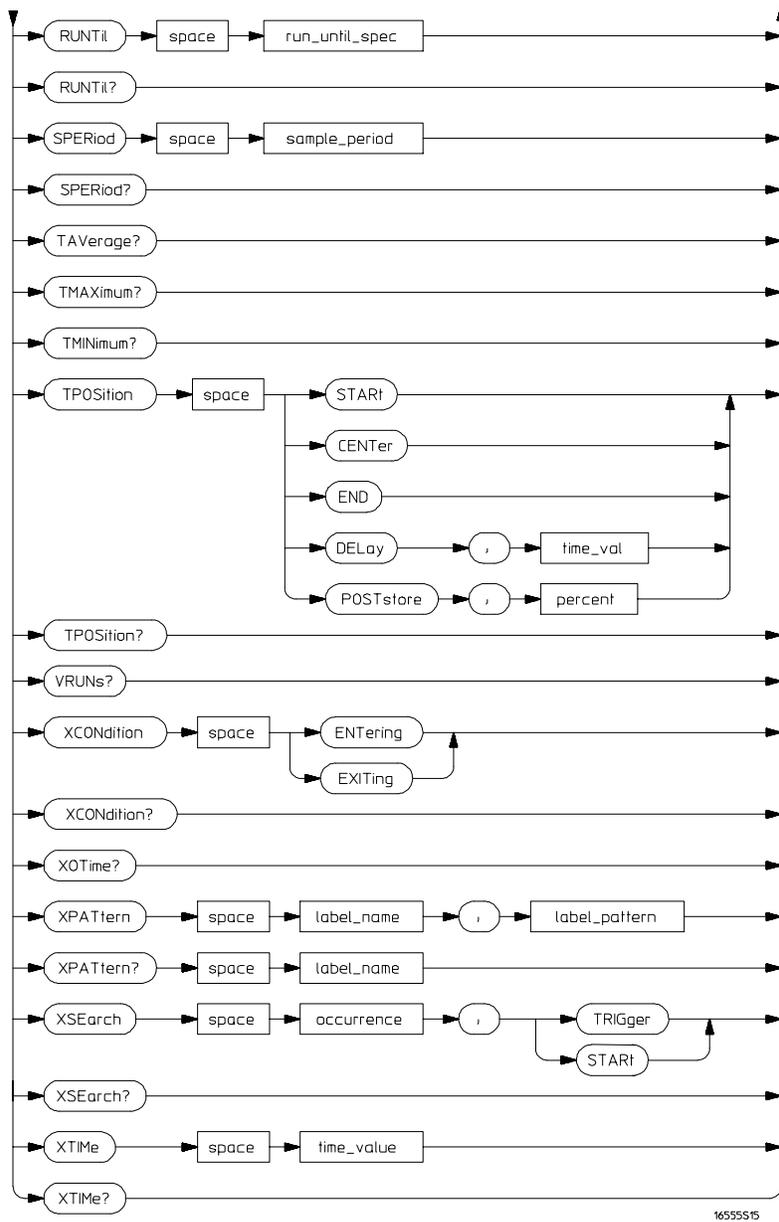 RUNTil space run_until_spec
RUNTil?
SPERiod space sample_period
SPERiod?
TAVerage?
TMAXimum?
TMINimum?
TPOSition space STARt
CENTer
END
DELay , time_val
POSTstore , percent
TPOSition?
VRUNs?
XCONdition space ENTering
EXITing
XCONdition?
XOTime?
XPATtern space label_name , label_pattern
XPATtern? space label_name
XSEarch space occurrence , TRIGger
STARt
XSEarch?
XTIMe space time_value
XTIMe?
16555S15